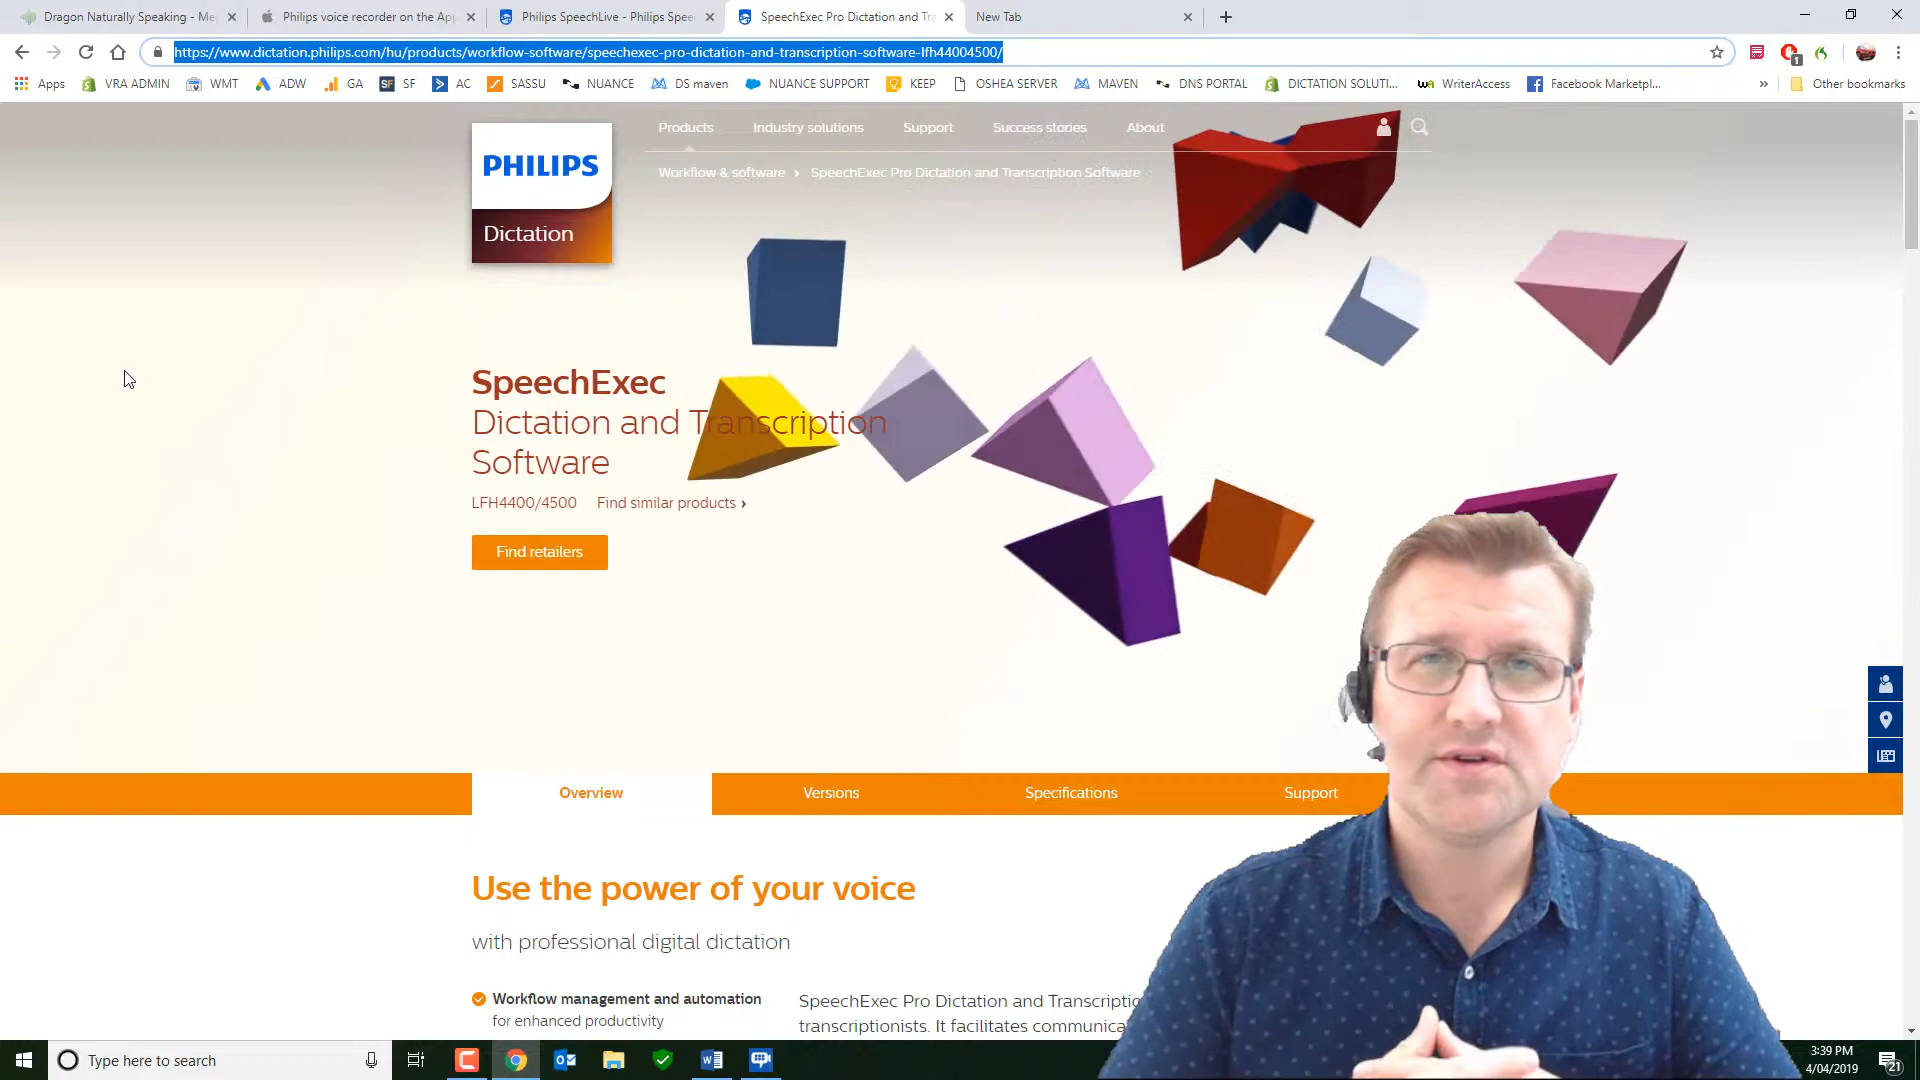 Dragon Naturally Speaking - Me
Philips voice recorder on the App
Philips SpeechLive - Philips Spee
SpeechExec Pro Dictation and Tra
New Tab
https://www.dictation.philips.com/hu/products/workflow-software/speechexec-pro-dictation-and-transcription-software-lfh44004500/
1
Apps
VRA ADMIN
WMT
ADW
GA
SF
SF
AC
SASSU
NUANCE
DS maven
NUANCE SUPPORT
KEEP
OSHEA SERVER
MAVEN
DNS PORTAL
DICTATION SOLUTI...
wa
WriterAccess
Facebook Marketpl...
»
Other bookmarks
PHILIPS
Dictation
Products
Industry solutions
Support
Success stories
About
Workflow & software › SpeechExec Pro Dictation and Transcription Software
SpeechExec
Dictation and Transcription
Software
LFH4400/4500
Find similar products ›
Find retailers
Overview
Versions
Specifications
Support
Use the power of your voice
with professional digital dictation
Workflow management and automation
for enhanced productivity
SpeechExec Pro Dictation and Transcriptio
transcriptionists. It facilitates communica
Type here to search
3:39 PM
4/04/2019
21